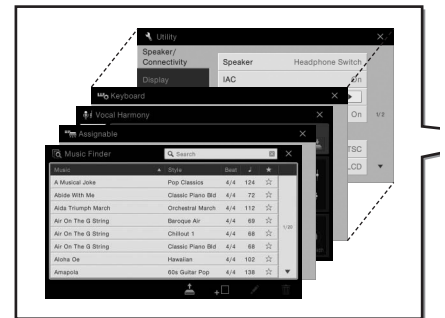 Utility
Speaker/
Connectivity
Speaker Headphone Switch
Display
IAC On
Keyboard
On 1/2
Vocal Harmony
Assignable
TSC
LCD
Music Finder Search
Music Style Beat
A Musical Joke Pop Classics 4/4 124
Abide With Me Classic Piano Bld 4/4 72
Aida Triumph March Orchestral March 4/4 112
Air On The G String Baroque Air 4/4 69
Air On The G String Chillout 1 4/4 68
Air On The G String Classic Piano Bld 4/4 66
Aloha Oe Hawaiian 4/4 102
Amapola 60s Guitar Pop 4/4 138